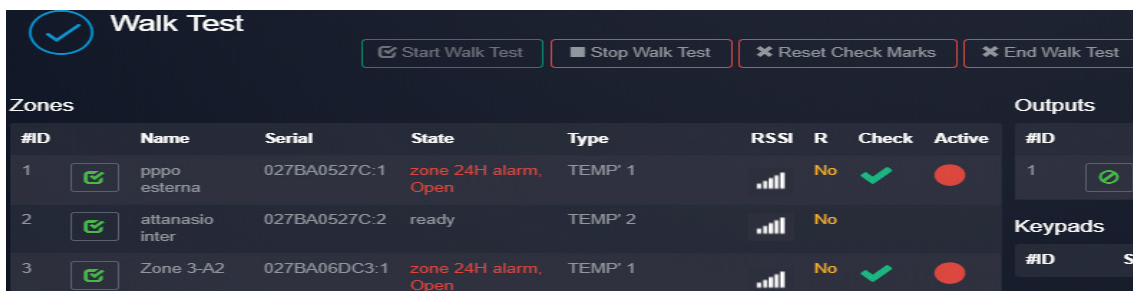 Walk Test
Start Walk Test Stop Walk Test Reset Check Marks End Walk Test
Zones Outputs
#ID Name Serial State Type RSSI R Check Active #ID
1 pppo esterna 027BA0527C:1 zone 24H alarm, Open TEMP' 1 No 1
2 attanasio inter 027BA0527C:2 ready TEMP' 2 No
Keypads
#ID S
3 Zone 3-A2 027BA06DC3:1 zone 24H alarm, Open TEMP' 1 No